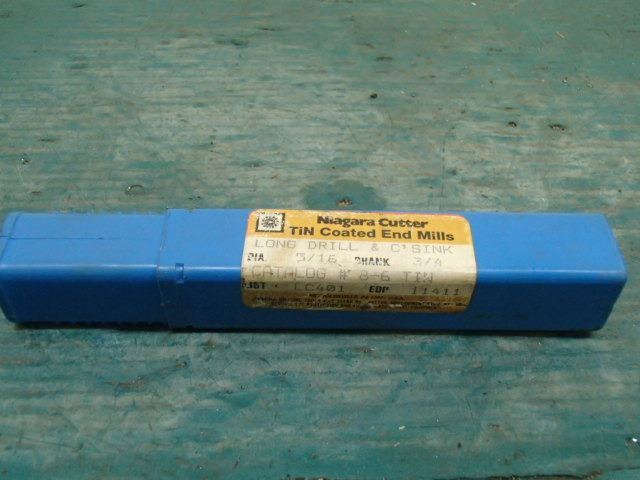 Niagara Cutter
TiN Coated End Mills
LONG DRILL & C'SINK
DIA. 5/16 SHANK 3/4
CATALOG # 8-6 TIN
LIST LC401 EDP 11411